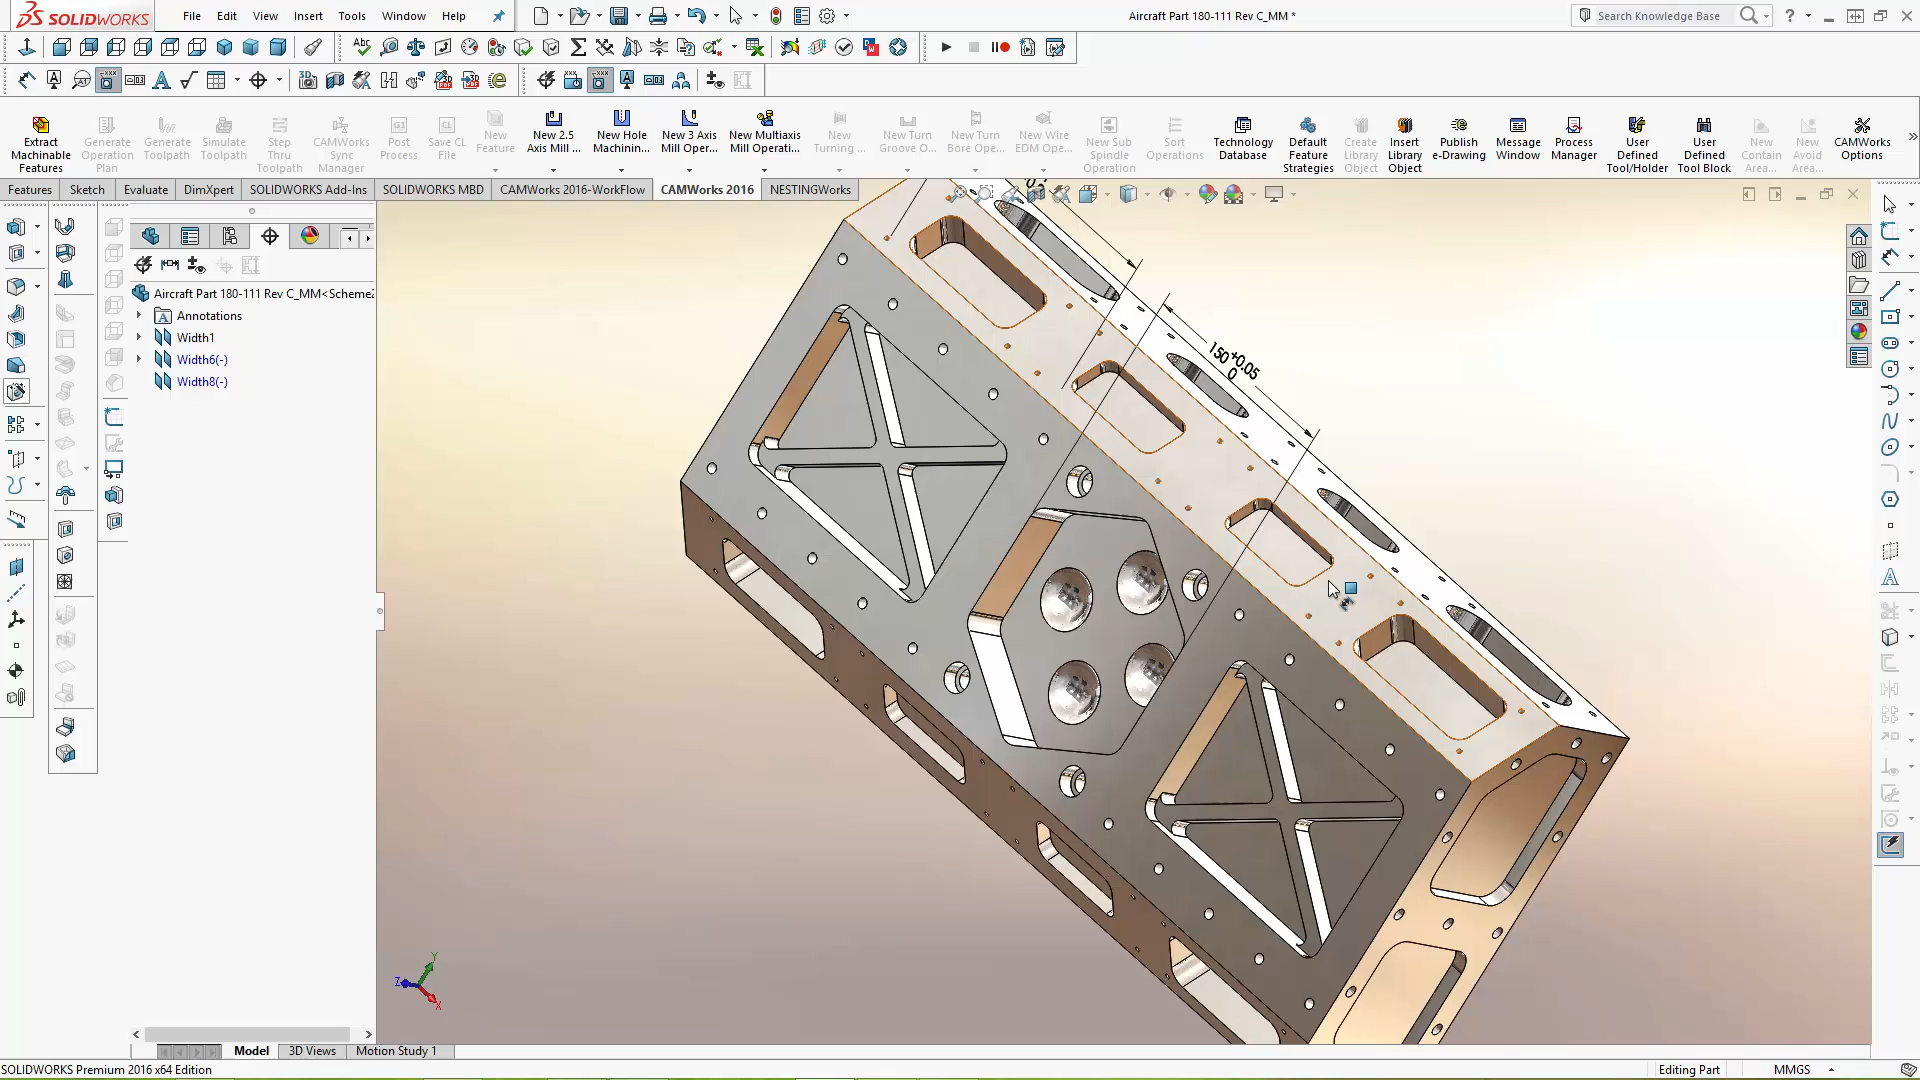 SOLIDWORKS
File Edit View Insert Tools Window Help
Aircraft Part 180-111 Rev C_MM *
Search Knowledge Base
Extract Machinable Features
Generate Operation Plan
Generate Toolpath
Simulate Toolpath
Step Thru Toolpath
CAMWorks Sync Manager
Post Process
Save CL File
New Feature
New 2.5 Axis Mill ...
New Hole Machinin...
New 3 Axis Mill Oper...
New Multiaxis Mill Operati...
New Turning ...
New Turn Groove O...
New Turn Bore Ope...
New Wire EDM Ope...
New Sub Spindle Operation
Sort Operations
Technology Database
Default Feature Strategies
Create Library Object
Insert Library Object
Publish e-Drawing
Message Window
Process Manager
User Defined Tool/Holder
User Defined Tool Block
New Contain Area...
New Avoid Area...
CAMWorks Options
Features Sketch Evaluate DimXpert SOLIDWORKS Add-Ins SOLIDWORKS MBD CAMWorks 2016-WorkFlow CAMWorks 2016 NESTINGWorks
Aircraft Part 180-111 Rev C_MM<Scheme2
Annotations
Width1
Width6(-)
Width8(-)
150 +0.05
0
Y
Z
X
Model 3D Views Motion Study 1
SOLIDWORKS Premium 2016 x64 Edition
Editing Part
MMGS